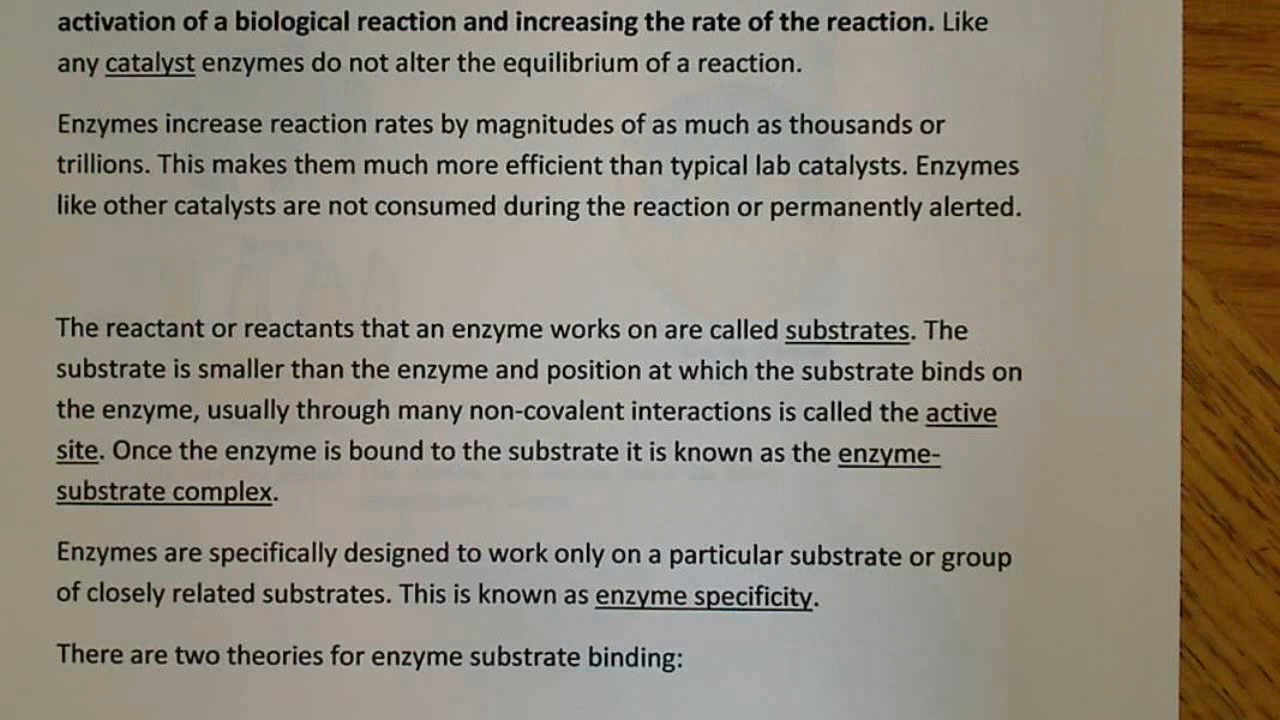 activation of a biological reaction and increasing the rate of the reaction. Like
any catalyst enzymes do not alter the equilibrium of a reaction.
Enzymes increase reaction rates by magnitudes of as much as thousands or
trillions. This makes them much more efficient than typical lab catalysts. Enzymes
like other catalysts are not consumed during the reaction or permanently alerted.
The reactant or reactants that an enzyme works on are called substrates. The
substrate is smaller than the enzyme and position at which the substrate binds on
the enzyme, usually through many non-covalent interactions is called the active
site. Once the enzyme is bound to the substrate it is known as the enzyme-
substrate complex.
Enzymes are specifically designed to work only on a particular substrate or group
of closely related substrates. This is known as enzyme specificity.
There are two theories for enzyme substrate binding: